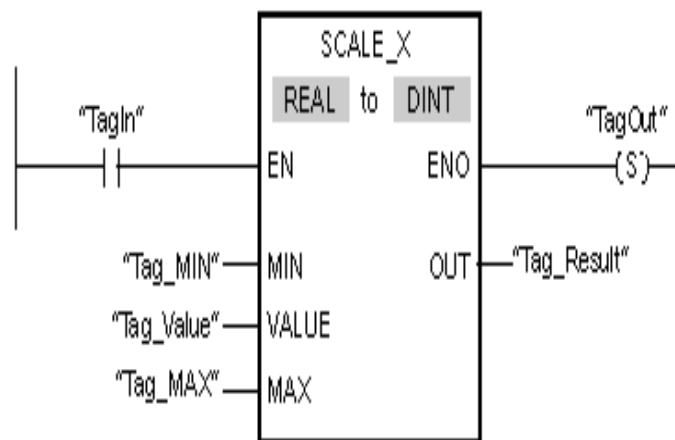 SCALE_X
REAL to DINT
"TagIn"
"TagOut"
EN
ENO
(S)
"Tag_MIN"
MIN
OUT
"Tag_Result"
"Tag_Value"
VALUE
"Tag_MAX"
MAX